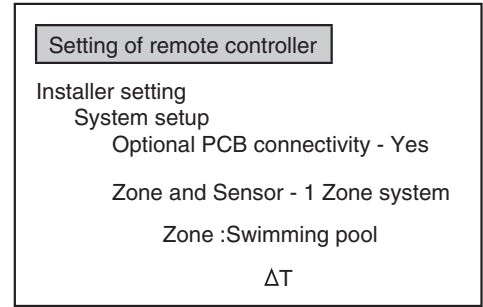 Setting of remote controller
Installer setting
System setup
Optional PCB connectivity - Yes
Zone and Sensor - 1 Zone system
Zone :Swimming pool
ΔT